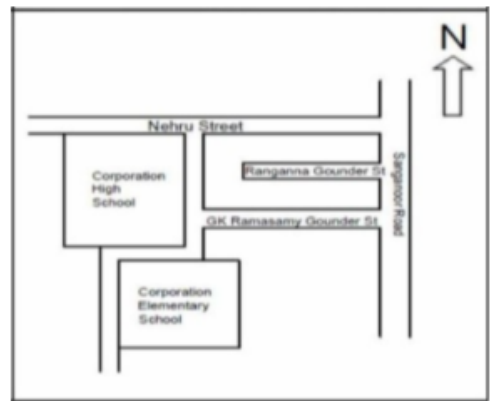 N
Nehru Street
Corporation
High
School
Ranganna Gounder St
Sanganoor Road
GK Ramasamy Gounder St
Corporation
Elementary
School